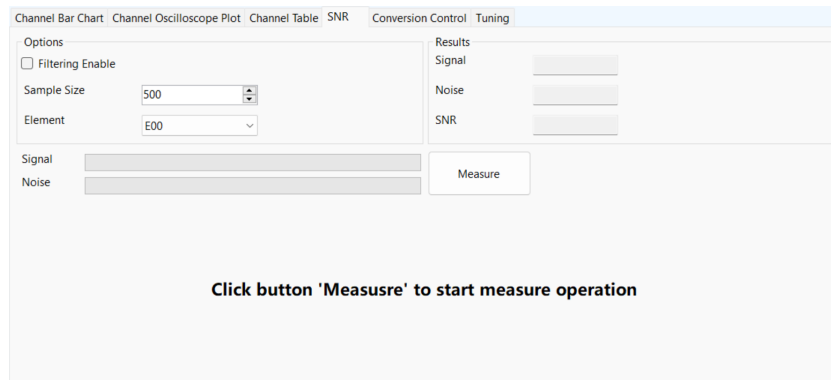 Channel Bar Chart Channel Oscilloscope Plot Channel Table SNR Conversion Control Tuning
Options
Filtering Enable
Sample Size 500
Element E00
Results
Signal
Noise
SNR
Signal
Noise
Measure
Click button 'Measusre' to start measure operation